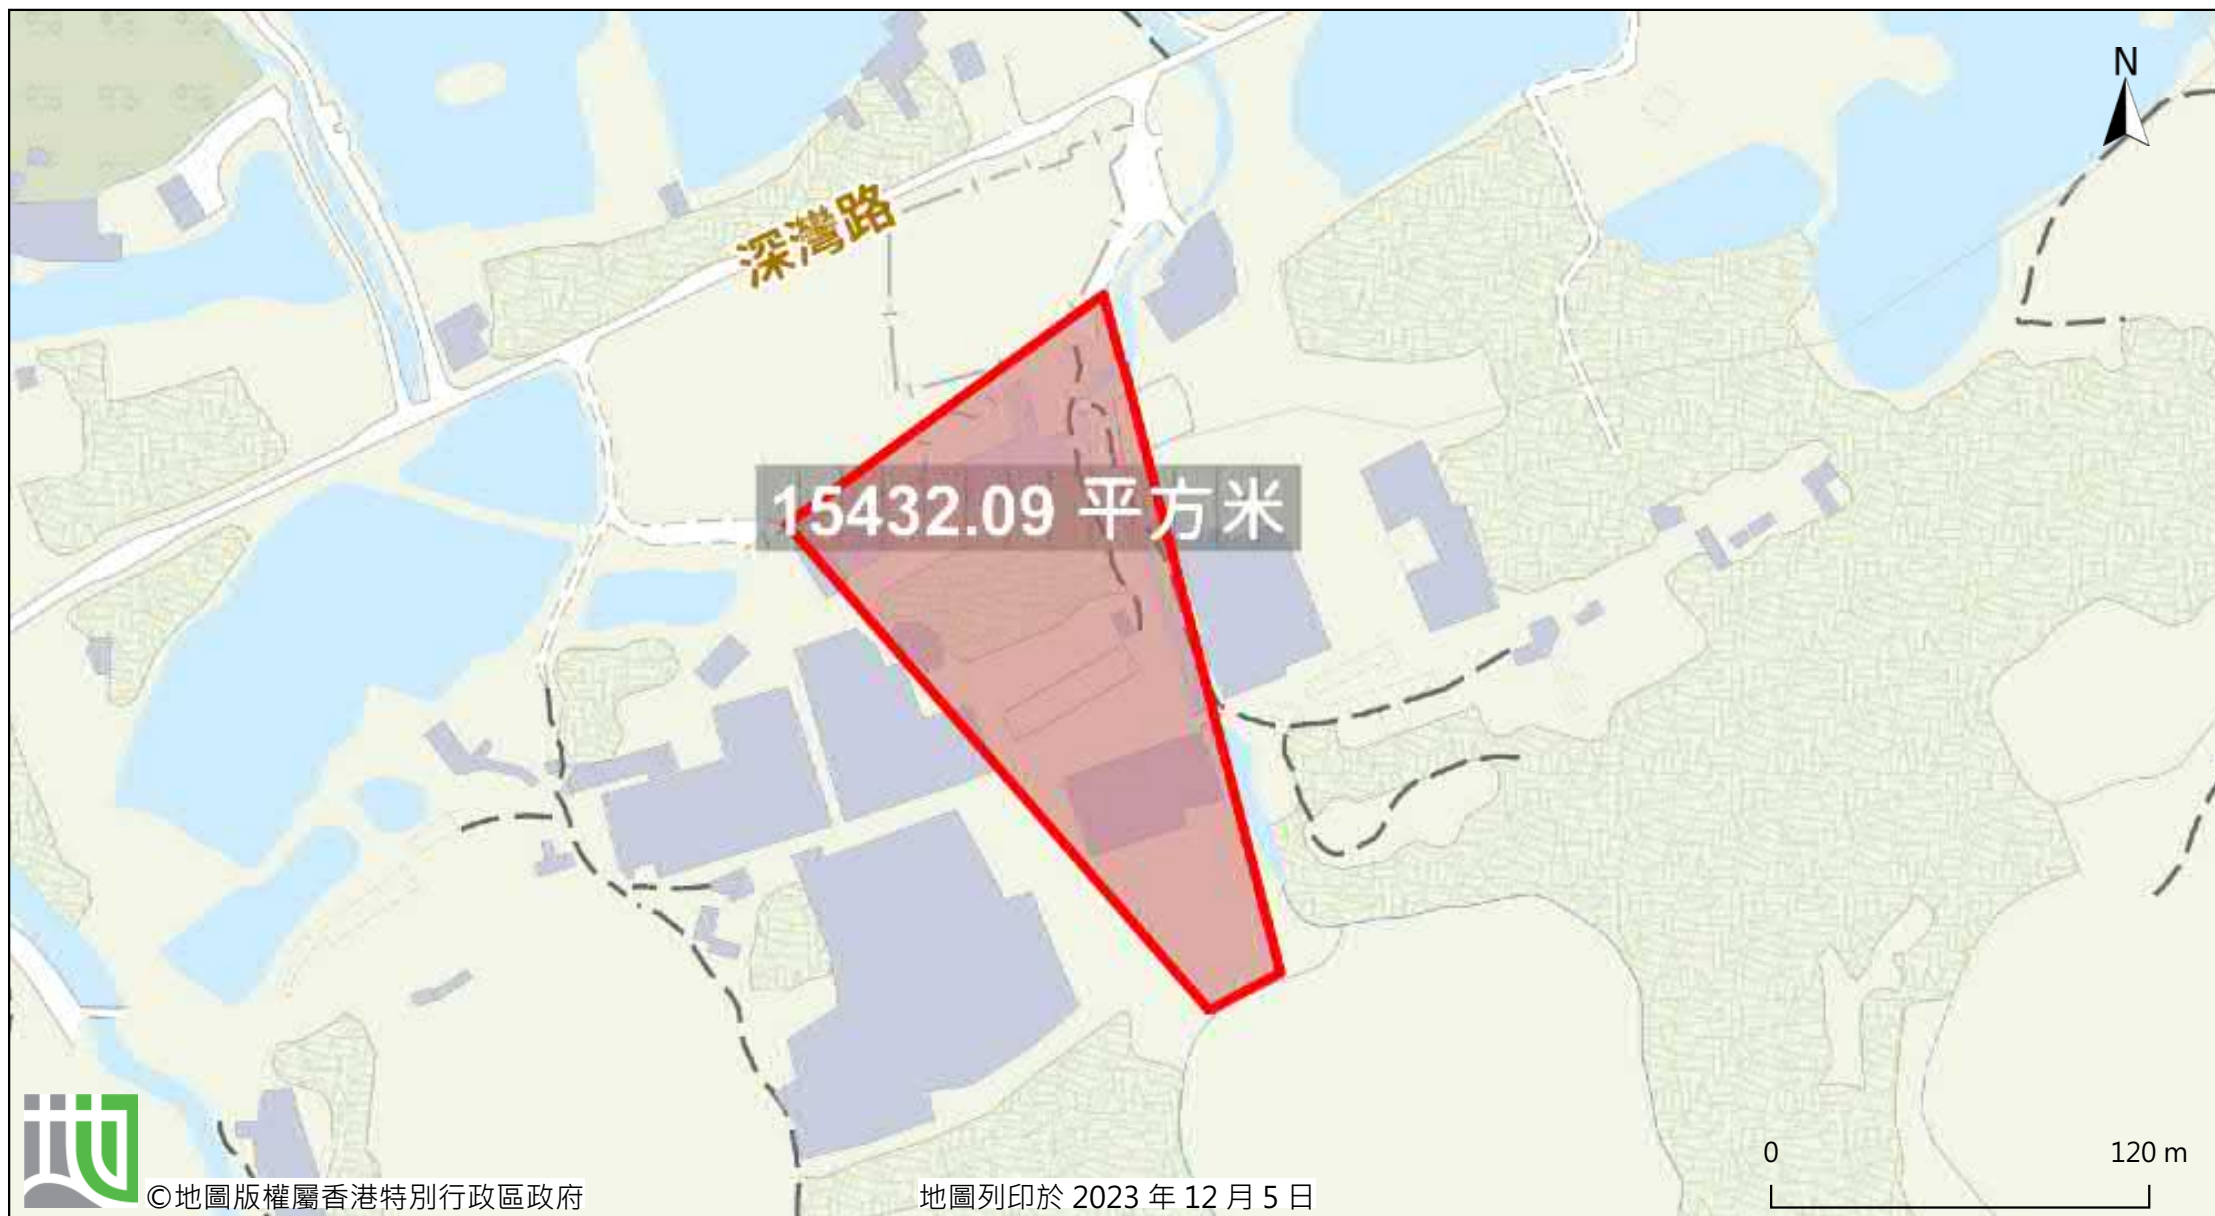 N
深灣路
15432.09 平方米
0 120 m
©地圖版權屬香港特別行政區政府
地圖列印於 2023 年 12 月 5 日